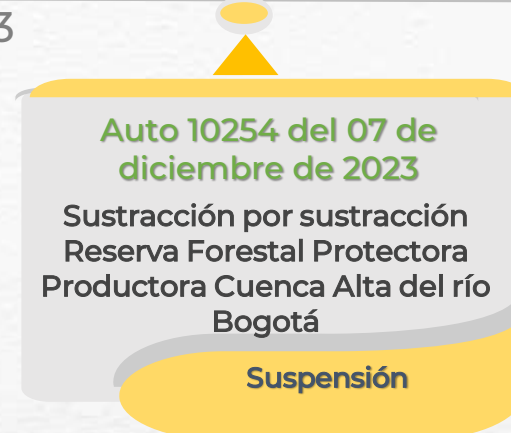 3
Auto 10254 del 07 de
diciembre de 2023
Sustracción por sustracción
Reserva Forestal Protectora
Productora Cuenca Alta del río
Bogotá
Suspensión